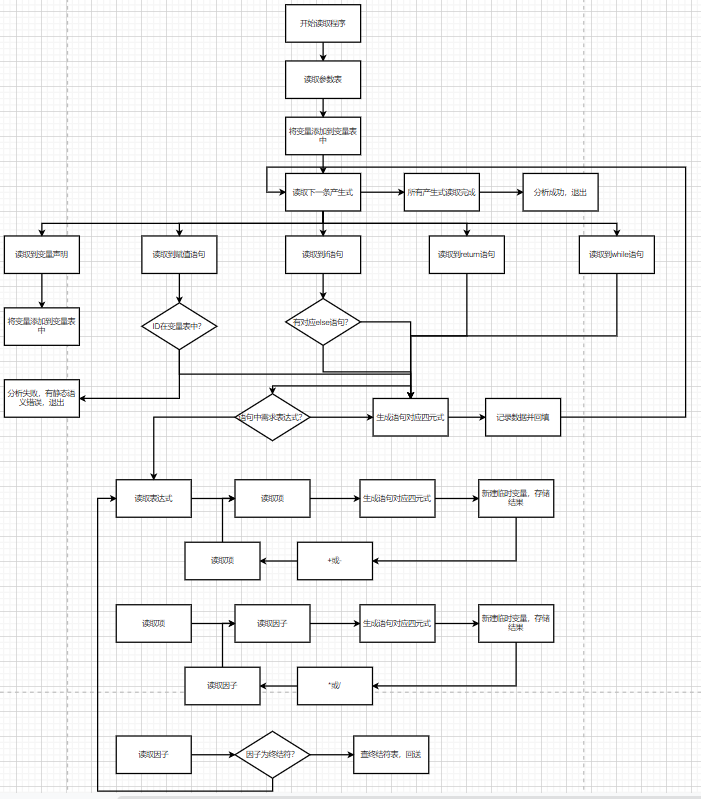 开始读取程序
读取参数表
将变量添加到变量表
中
读取下一条产生式
所有产生式读取完成
分析成功，退出
读取到变量声明
读取到赋值语句
读取到if语句
读取到return语句
读取到while语句
将变量添加到变量表
中
ID在变量表中？
有对应else语句？
分析失败，有静态语
义错误，退出
语句中需求表达式？
生成语句对应四元式
记录数据并回填
读取表达式
读取项
生成语句对应四元式
新建临时变量，存储
结果
读取项
+或-
读取项
读取因子
生成语句对应四元式
新建临时变量，存储
结果
读取因子
*或/
读取因子
因子为终结符？
查终结符表，回送